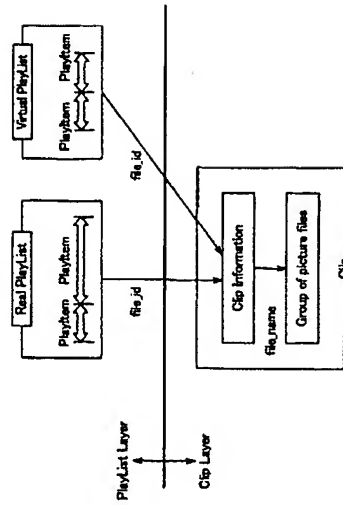 Real PlayList
PlayItem PlayItem
Virtual PlayList
PlayItem PlayItem
file_id
file_id
PlayList Layer
Clip Layer
Clip Information
file_name
Group of picture files
Clip